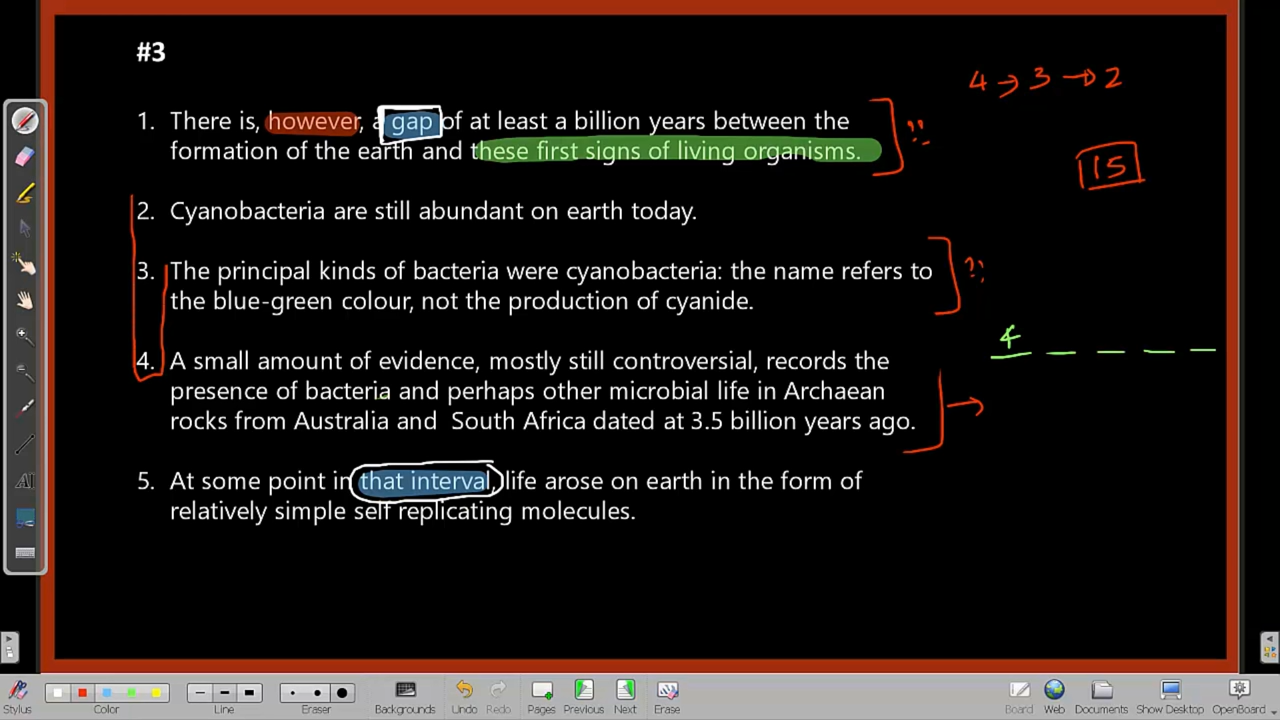 #3
4 → 3 → 2
1. There is, however, a gap of at least a billion years between the
formation of the earth and these first signs of living organisms.
??
15
2. Cyanobacteria are still abundant on earth today.
3. The principal kinds of bacteria were cyanobacteria: the name refers to
the blue-green colour, not the production of cyanide.
??
4
4. A small amount of evidence, mostly still controversial, records the
presence of bacteria and perhaps other microbial life in Archaean
rocks from Australia and South Africa dated at 3.5 billion years ago.
5. At some point in that interval, life arose on earth in the form of
relatively simple self replicating molecules.
Stylus Color Line Eraser Backgrounds Undo Redo Pages Previous Next Erase Board Web Documents Show Desktop OpenBoard